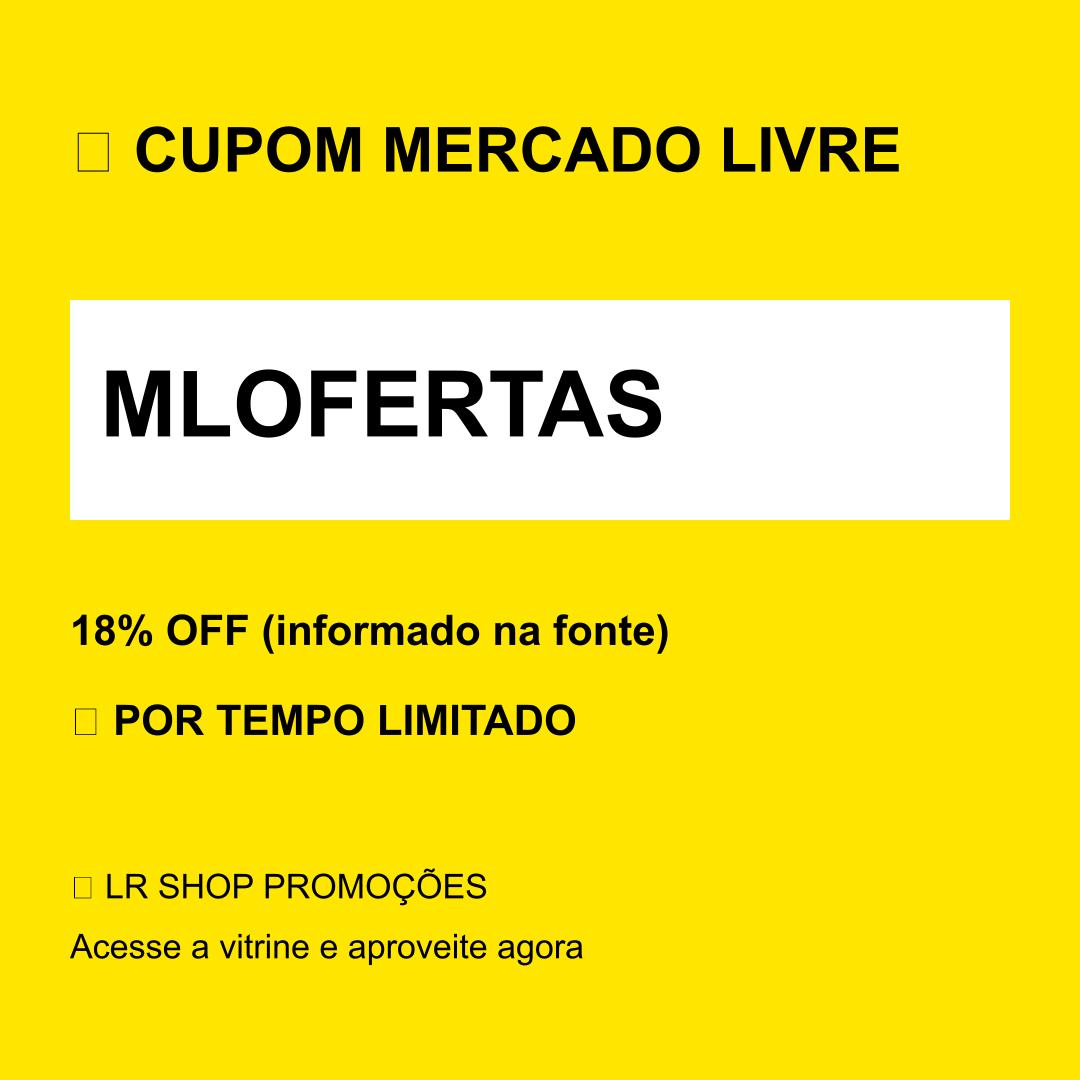 CUPOM MERCADO LIVRE
MLOFERTAS
18% OFF (informado na fonte)
POR TEMPO LIMITADO
LR SHOP PROMOÇÕES
Acesse a vitrine e aproveite agora